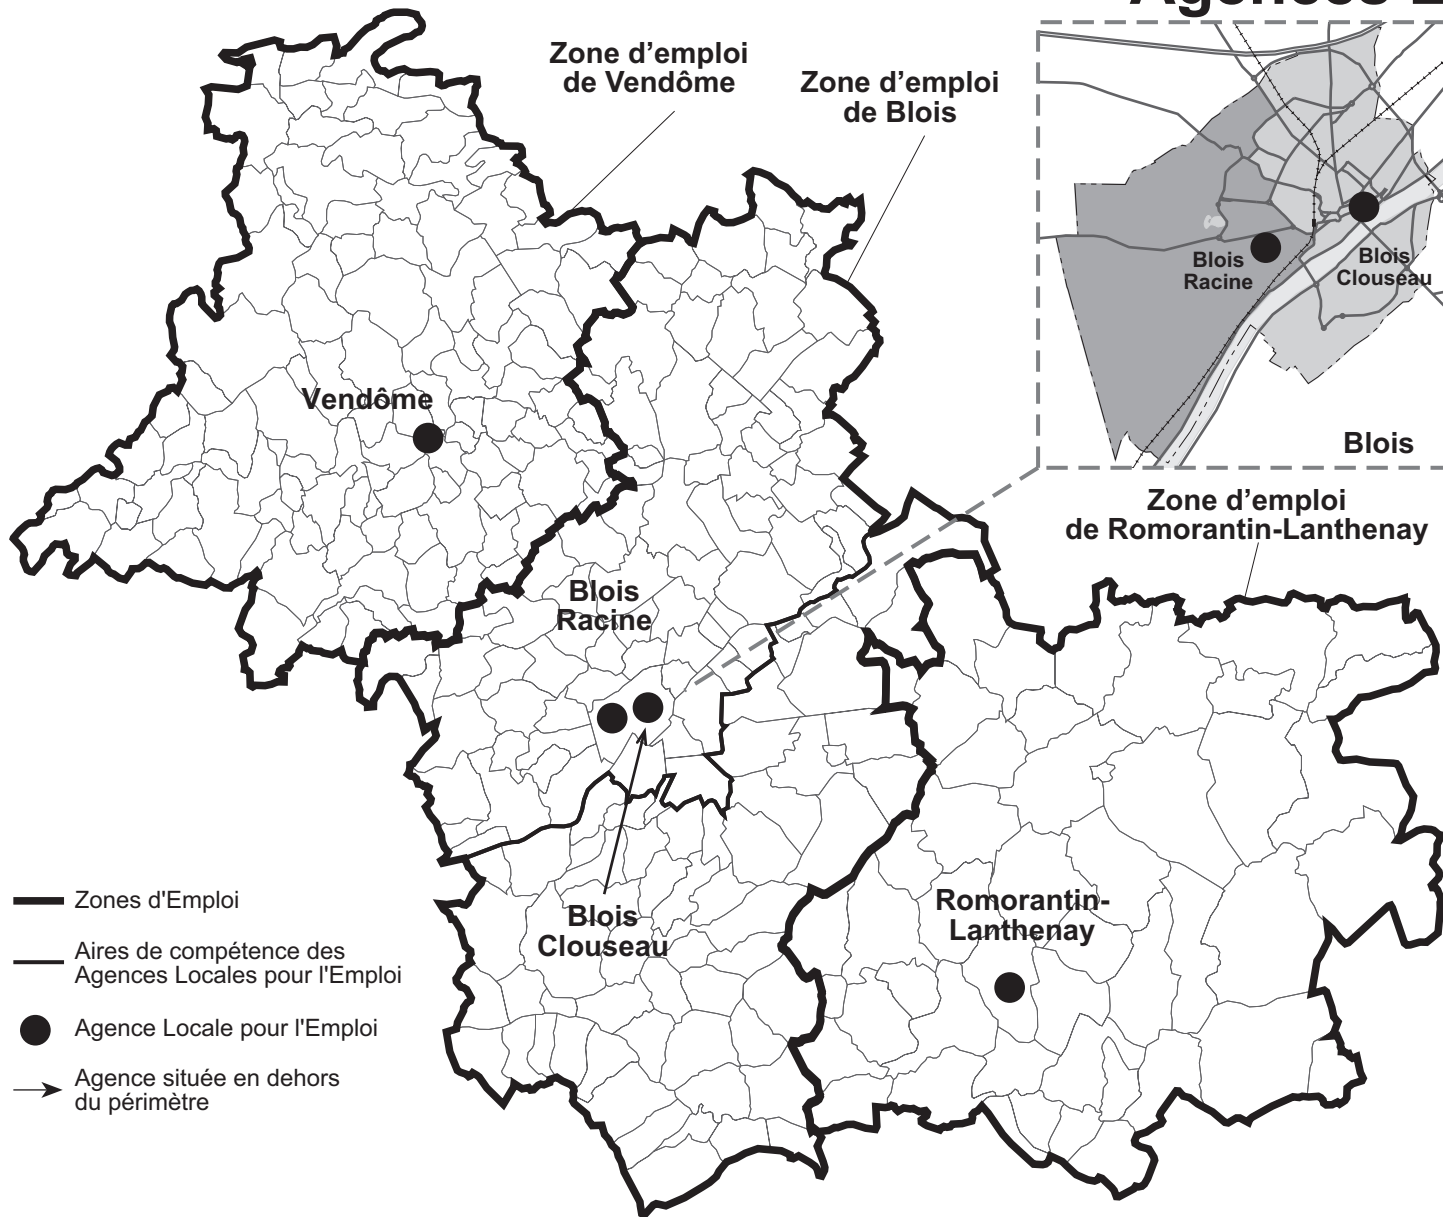 Agences L
Zone d’emploi
de Vendôme
Zone d’emploi
de Blois
Blois
Racine
Blois
Clouseau
Blois
Zone d’emploi
de Romorantin-Lanthenay
Vendôme
Blois
Racine
Blois
Clouseau
Romorantin-
Lanthenay
Zones d'Emploi
Aires de compétence des
Agences Locales pour l'Emploi
Agence Locale pour l'Emploi
Agence située en dehors
du périmètre